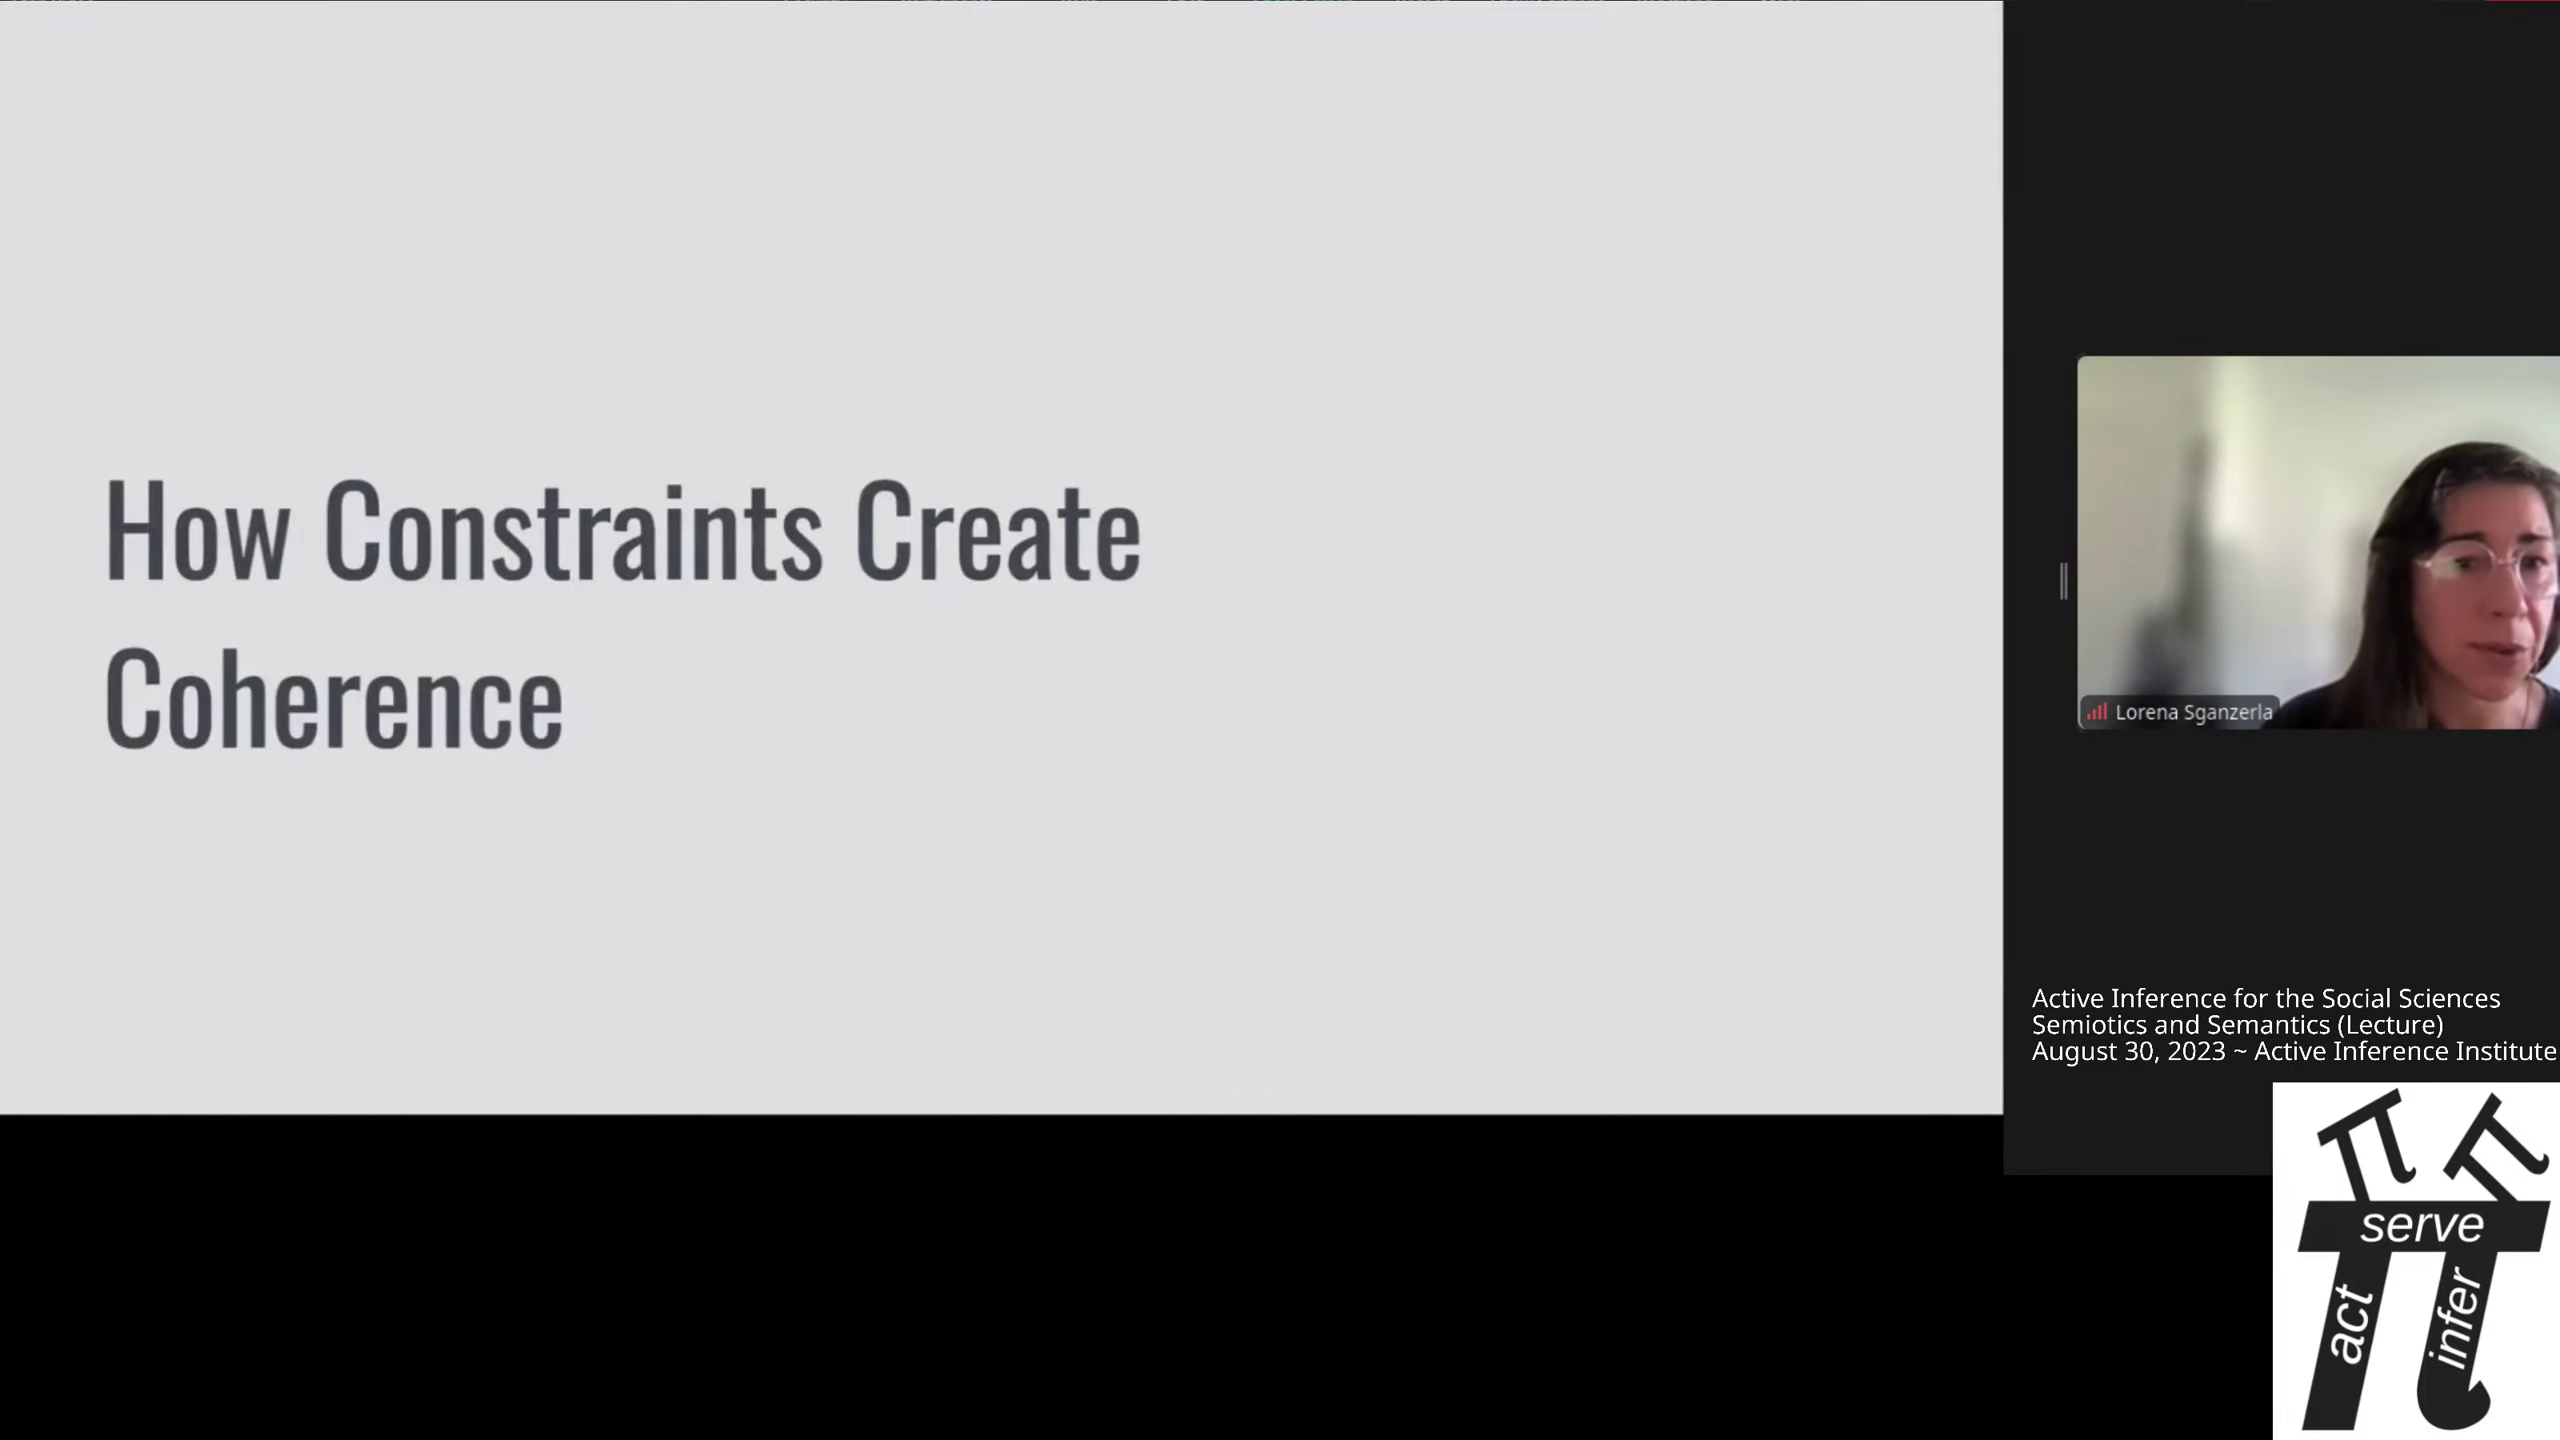 How Constraints Create
Coherence
Lorena Sganzerla
Active Inference for the Social Sciences
Semiotics and Semantics (Lecture)
August 30, 2023 ~ Active Inference Institute
serve
act
infer